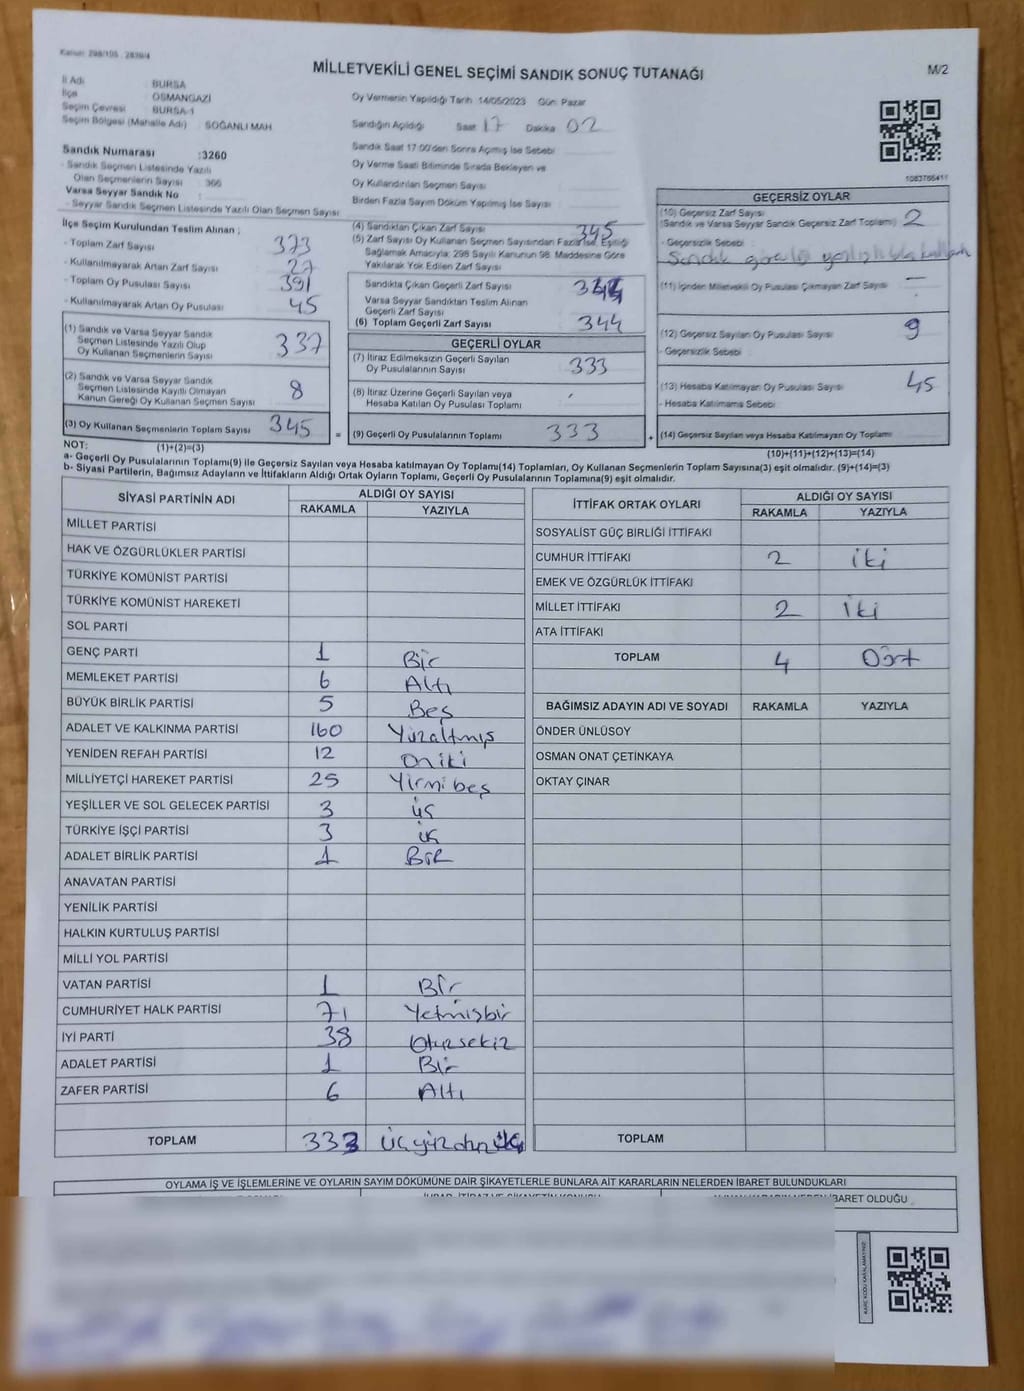 Kanun: 298/105 , 2839/4
MİLLETVEKİLİ GENEL SEÇİMİ SANDIK SONUÇ TUTANAĞI
M/2
İl Adı : BURSA
İlçe : OSMANGAZİ
Seçim Çevresi : BURSA-1
Seçim Bölgesi (Mahalle Adı) : SOĞANLI MAH
Sandık Numarası :3260
- Sandık Seçmen Listesinde Yazılı
Olan Seçmenlerin Sayısı : 366
Varsa Seyyar Sandık No :
- Seyyar Sandık Seçmen Listesinde Yazılı Olan Seçmen Sayısı :
Oy Vermenin Yapıldığı Tarih 14/05/2023 Gün: Pazar
Sandığın Açıldığı Saat 17 Dakika 02
Sandık Saat 17:00'den Sonra Açılmış İse Sebebi
Oy Verme Saati Bitiminde Sırada Bekleyen ve
Oy Kullandırılan Seçmen Sayısı
Birden Fazla Sayım Döküm Yapılmış İse Sayısı
1083766411
İlçe Seçim Kurulundan Teslim Alınan ;
- Toplam Zarf Sayısı 373
- Kullanılmayarak Artan Zarf Sayısı 27
- Toplam Oy Pusulası Sayısı 391
- Kullanılmayarak Artan Oy Pusulası 45
(1) Sandık ve Varsa Seyyar Sandık
Seçmen Listesinde Yazılı Olup
Oy Kullanan Seçmenlerin Sayısı 337
(2) Sandık ve Varsa Seyyar Sandık
Seçmen Listesinde Kayıtlı Olmayan
Kanun Gereği Oy Kullanan Seçmen Sayısı 8
(3) Oy Kullanan Seçmenlerin Toplam Sayısı 345
(4) Sandıktan Çıkan Zarf Sayısı 345
(5) Zarf Sayısı Oy Kullanan Seçmen Sayısından Fazla İse, Eşitliği
Sağlamak Amacıyla; 298 Sayılı Kanunun 98. Maddesine Göre
Yakılarak Yok Edilen Zarf Sayısı
Sandıkta Çıkan Geçerli Zarf Sayısı 344
Varsa Seyyar Sandıktan Teslim Alınan
Geçerli Zarf Sayısı
(6) Toplam Geçerli Zarf Sayısı 344
GEÇERLİ OYLAR
(7) İtiraz Edilmeksizin Geçerli Sayılan
Oy Pusulalarının Sayısı 333
(8) İtiraz Üzerine Geçerli Sayılan veya
Hesaba Katılan Oy Pusulası Toplamı
= (9) Geçerli Oy Pusulalarının Toplamı 333 +
GEÇERSİZ OYLAR
(10) Geçersiz Zarf Sayısı
(Sandık ve Varsa Seyyar Sandık Geçersiz Zarf Toplamı) 2
- Geçersizlik Sebebi
Sandık görevlisi yanlışlıkla
(11) İçinden Milletvekili Oy Pusulası Çıkmayan Zarf Sayısı —
(12) Geçersiz Sayılan Oy Pusulası Sayısı 9
- Geçersizlik Sebebi
(13) Hesaba Katılmayan Oy Pusulası Sayısı 45
- Hesaba Katılmama Sebebi
(14) Geçersiz Sayılan veya Hesaba Katılmayan Oy Toplamı
NOT: (1)+(2)=(3) (10)+(11)+(12)+(13)=(14)
a- Geçerli Oy Pusulalarının Toplamı(9) ile Geçersiz Sayılan veya Hesaba katılmayan Oy Toplamı(14) Toplamları, Oy Kullanan Seçmenlerin Toplam Sayısına(3) eşit olmalıdır. (9)+(14)=(3)
b- Siyasi Partilerin, Bağımsız Adayların ve İttifakların Aldığı Ortak Oyların Toplamı, Geçerli Oy Pusulalarının Toplamına(9) eşit olmalıdır.
SİYASİ PARTİNİN ADI ALDIĞI OY SAYISI
RAKAMLA YAZIYLA
MİLLET PARTİSİ
HAK VE ÖZGÜRLÜKLER PARTİSİ
TÜRKİYE KOMÜNİST PARTİSİ
TÜRKİYE KOMÜNİST HAREKETİ
SOL PARTİ
GENÇ PARTİ 1 Bir
MEMLEKET PARTİSİ 6 Altı
BÜYÜK BİRLİK PARTİSİ 5 Beş
ADALET VE KALKINMA PARTİSİ 160 Yüzaltmış
YENİDEN REFAH PARTİSİ 12 Oniki
MİLLİYETÇİ HAREKET PARTİSİ 25 Yirmibeş
YEŞİLLER VE SOL GELECEK PARTİSİ 3 üç
TÜRKİYE İŞÇİ PARTİSİ 3 üç
ADALET BİRLİK PARTİSİ 1 BİR
ANAVATAN PARTİSİ
YENİLİK PARTİSİ
HALKIN KURTULUŞ PARTİSİ
MİLLİ YOL PARTİSİ
VATAN PARTİSİ 1 Bir
CUMHURİYET HALK PARTİSİ 71 Yetmişbir
İYİ PARTİ 38 Otuzsekiz
ADALET PARTİSİ 1 Bir
ZAFER PARTİSİ 6 Altı
TOPLAM 333
İTTİFAK ORTAK OYLARI ALDIĞI OY SAYISI
RAKAMLA YAZIYLA
SOSYALİST GÜÇ BİRLİĞİ İTTİFAKI
CUMHUR İTTİFAKI 2 iki
EMEK VE ÖZGÜRLÜK İTTİFAKI
MİLLET İTTİFAKI 2 iki
ATA İTTİFAKI
TOPLAM 4 Dört
BAĞIMSIZ ADAYIN ADI VE SOYADI RAKAMLA YAZIYLA
ÖNDER ÜNLÜSOY
OSMAN ONAT ÇETİNKAYA
OKTAY ÇINAR
TOPLAM
OYLAMA İŞ VE İŞLEMLERİNE VE OYLARIN SAYIM DÖKÜMÜNE DAİR ŞİKAYETLERLE BUNLARA AİT KARARLARIN NELERDEN İBARET BULUNDUKLARI
İBARET OLDUĞU
KARE KODU KARALAMAYINIZ